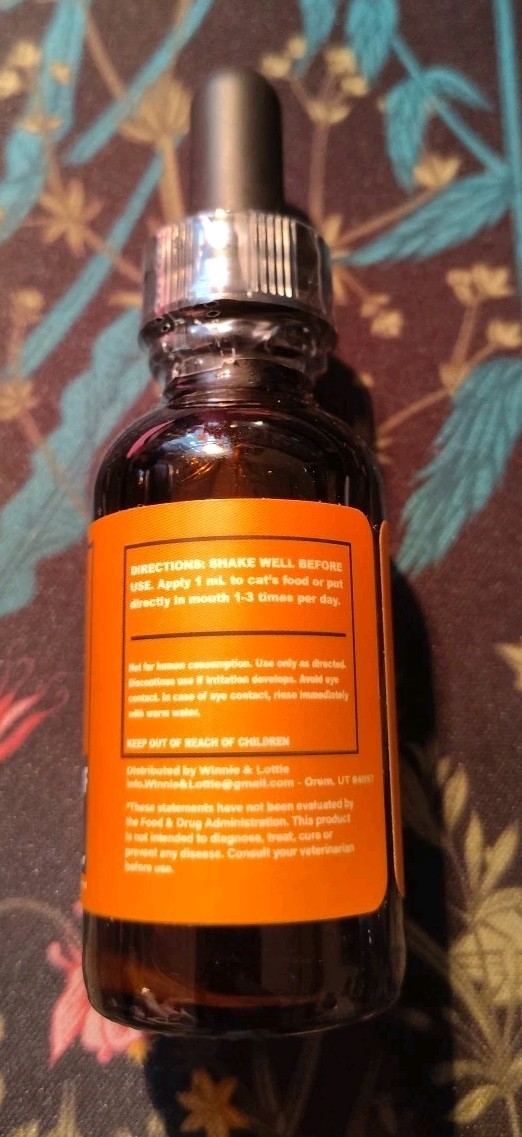 DIRECTIONS: SHAKE WELL BEFORE
USE. Apply 1 mL to cat's food or put
directly in mouth 1-3 times per day.
Not for human consumption. Use only as directed.
Discontinue use if irritation develops. Avoid eye
contact. In case of eye contact, rinse immediately
with warm water.
KEEP OUT OF REACH OF CHILDREN
Distributed by Winnie & Lottie
info.Winnie&Lottie@gmail.com - Orem, UT
*These statements have not been evaluated by
the Food & Drug Administration. This product
is not intended to diagnose, treat, cure or
prevent any disease. Consult your veterinarian
before use.